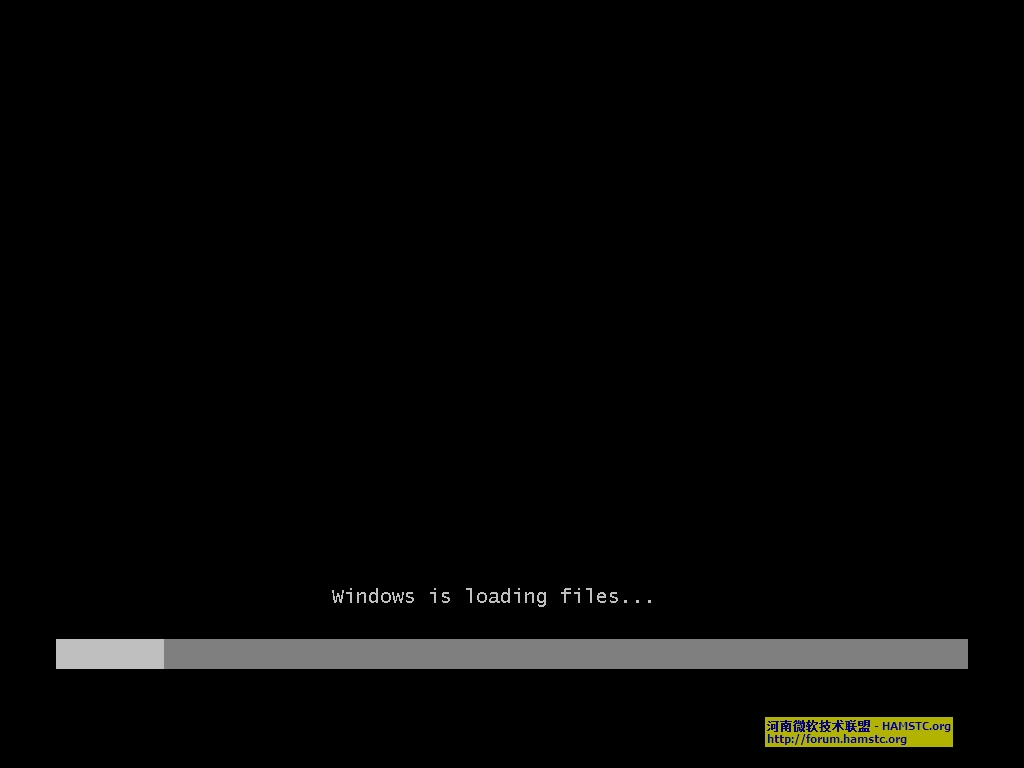 Windows is loading files...
河南微软技术联盟 - HAMSTC.org
http://forum.hamstc.org